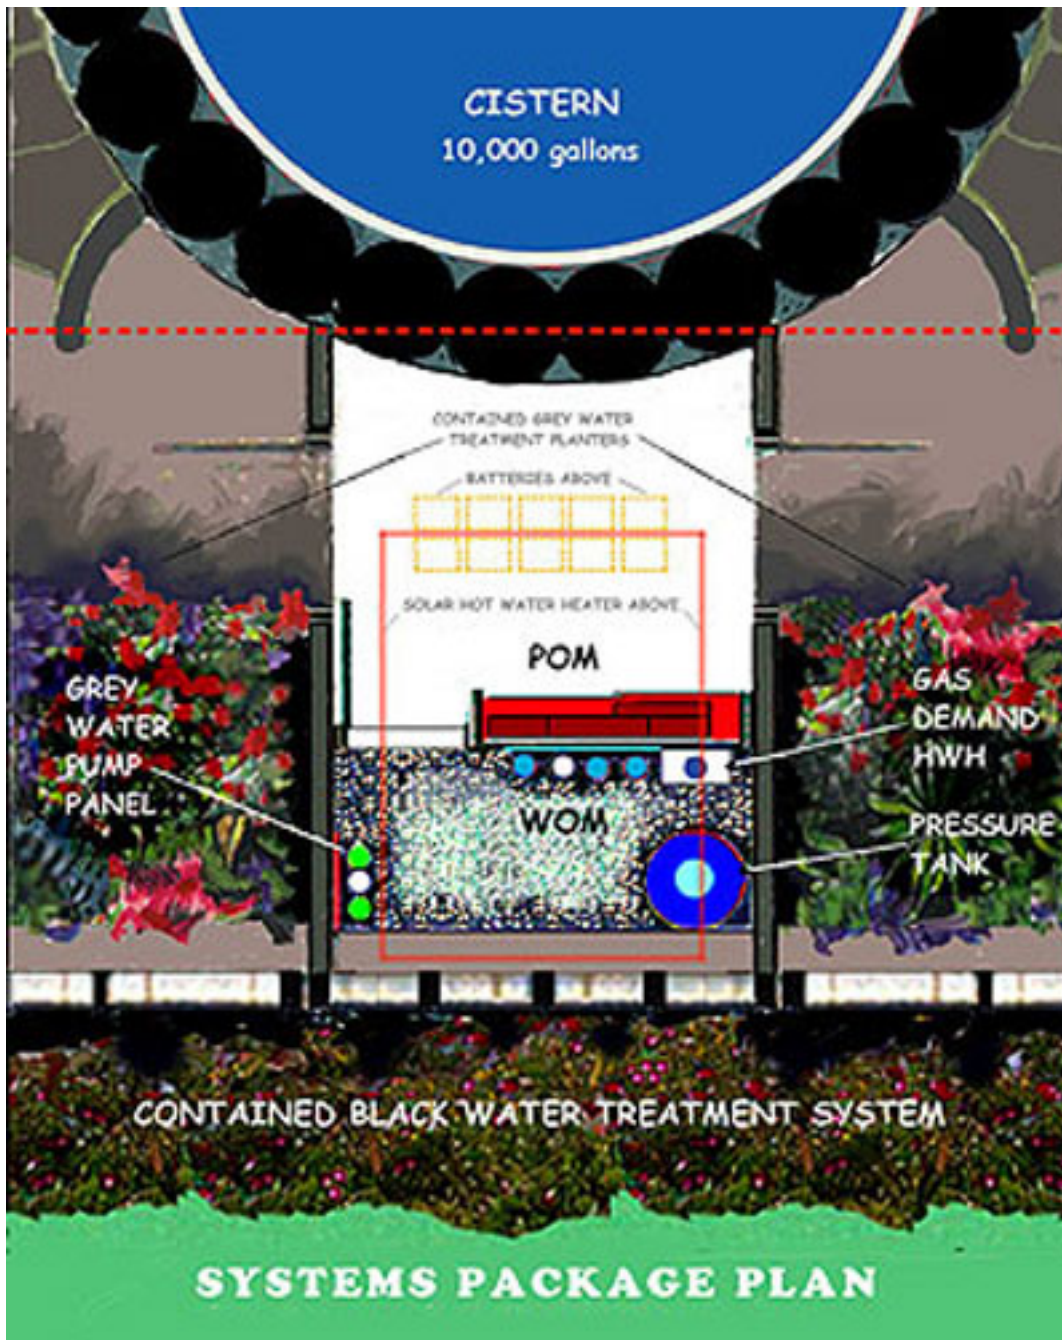 CISTERN
10,000 gallons
CONTAINED GREY WATER
TREATMENT PLANTERS
BATTERIES ABOVE
SOLAR HOT WATER HEATER ABOVE
POM
GREY
WATER
PUMP
PANEL
GAS
DEMAND
HWH
WOM
PRESSURE
TANK
CONTAINED BLACK WATER TREATMENT SYSTEM
SYSTEMS PACKAGE PLAN